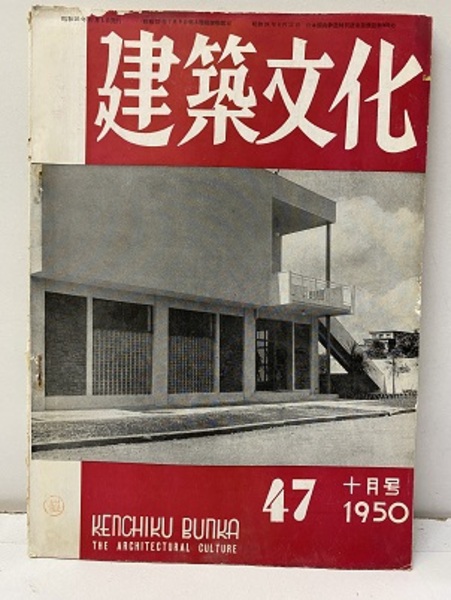 建築文化
47
十月号
1950
KENCHIKU BUNKA
THE ARCHITECTURAL CULTURE